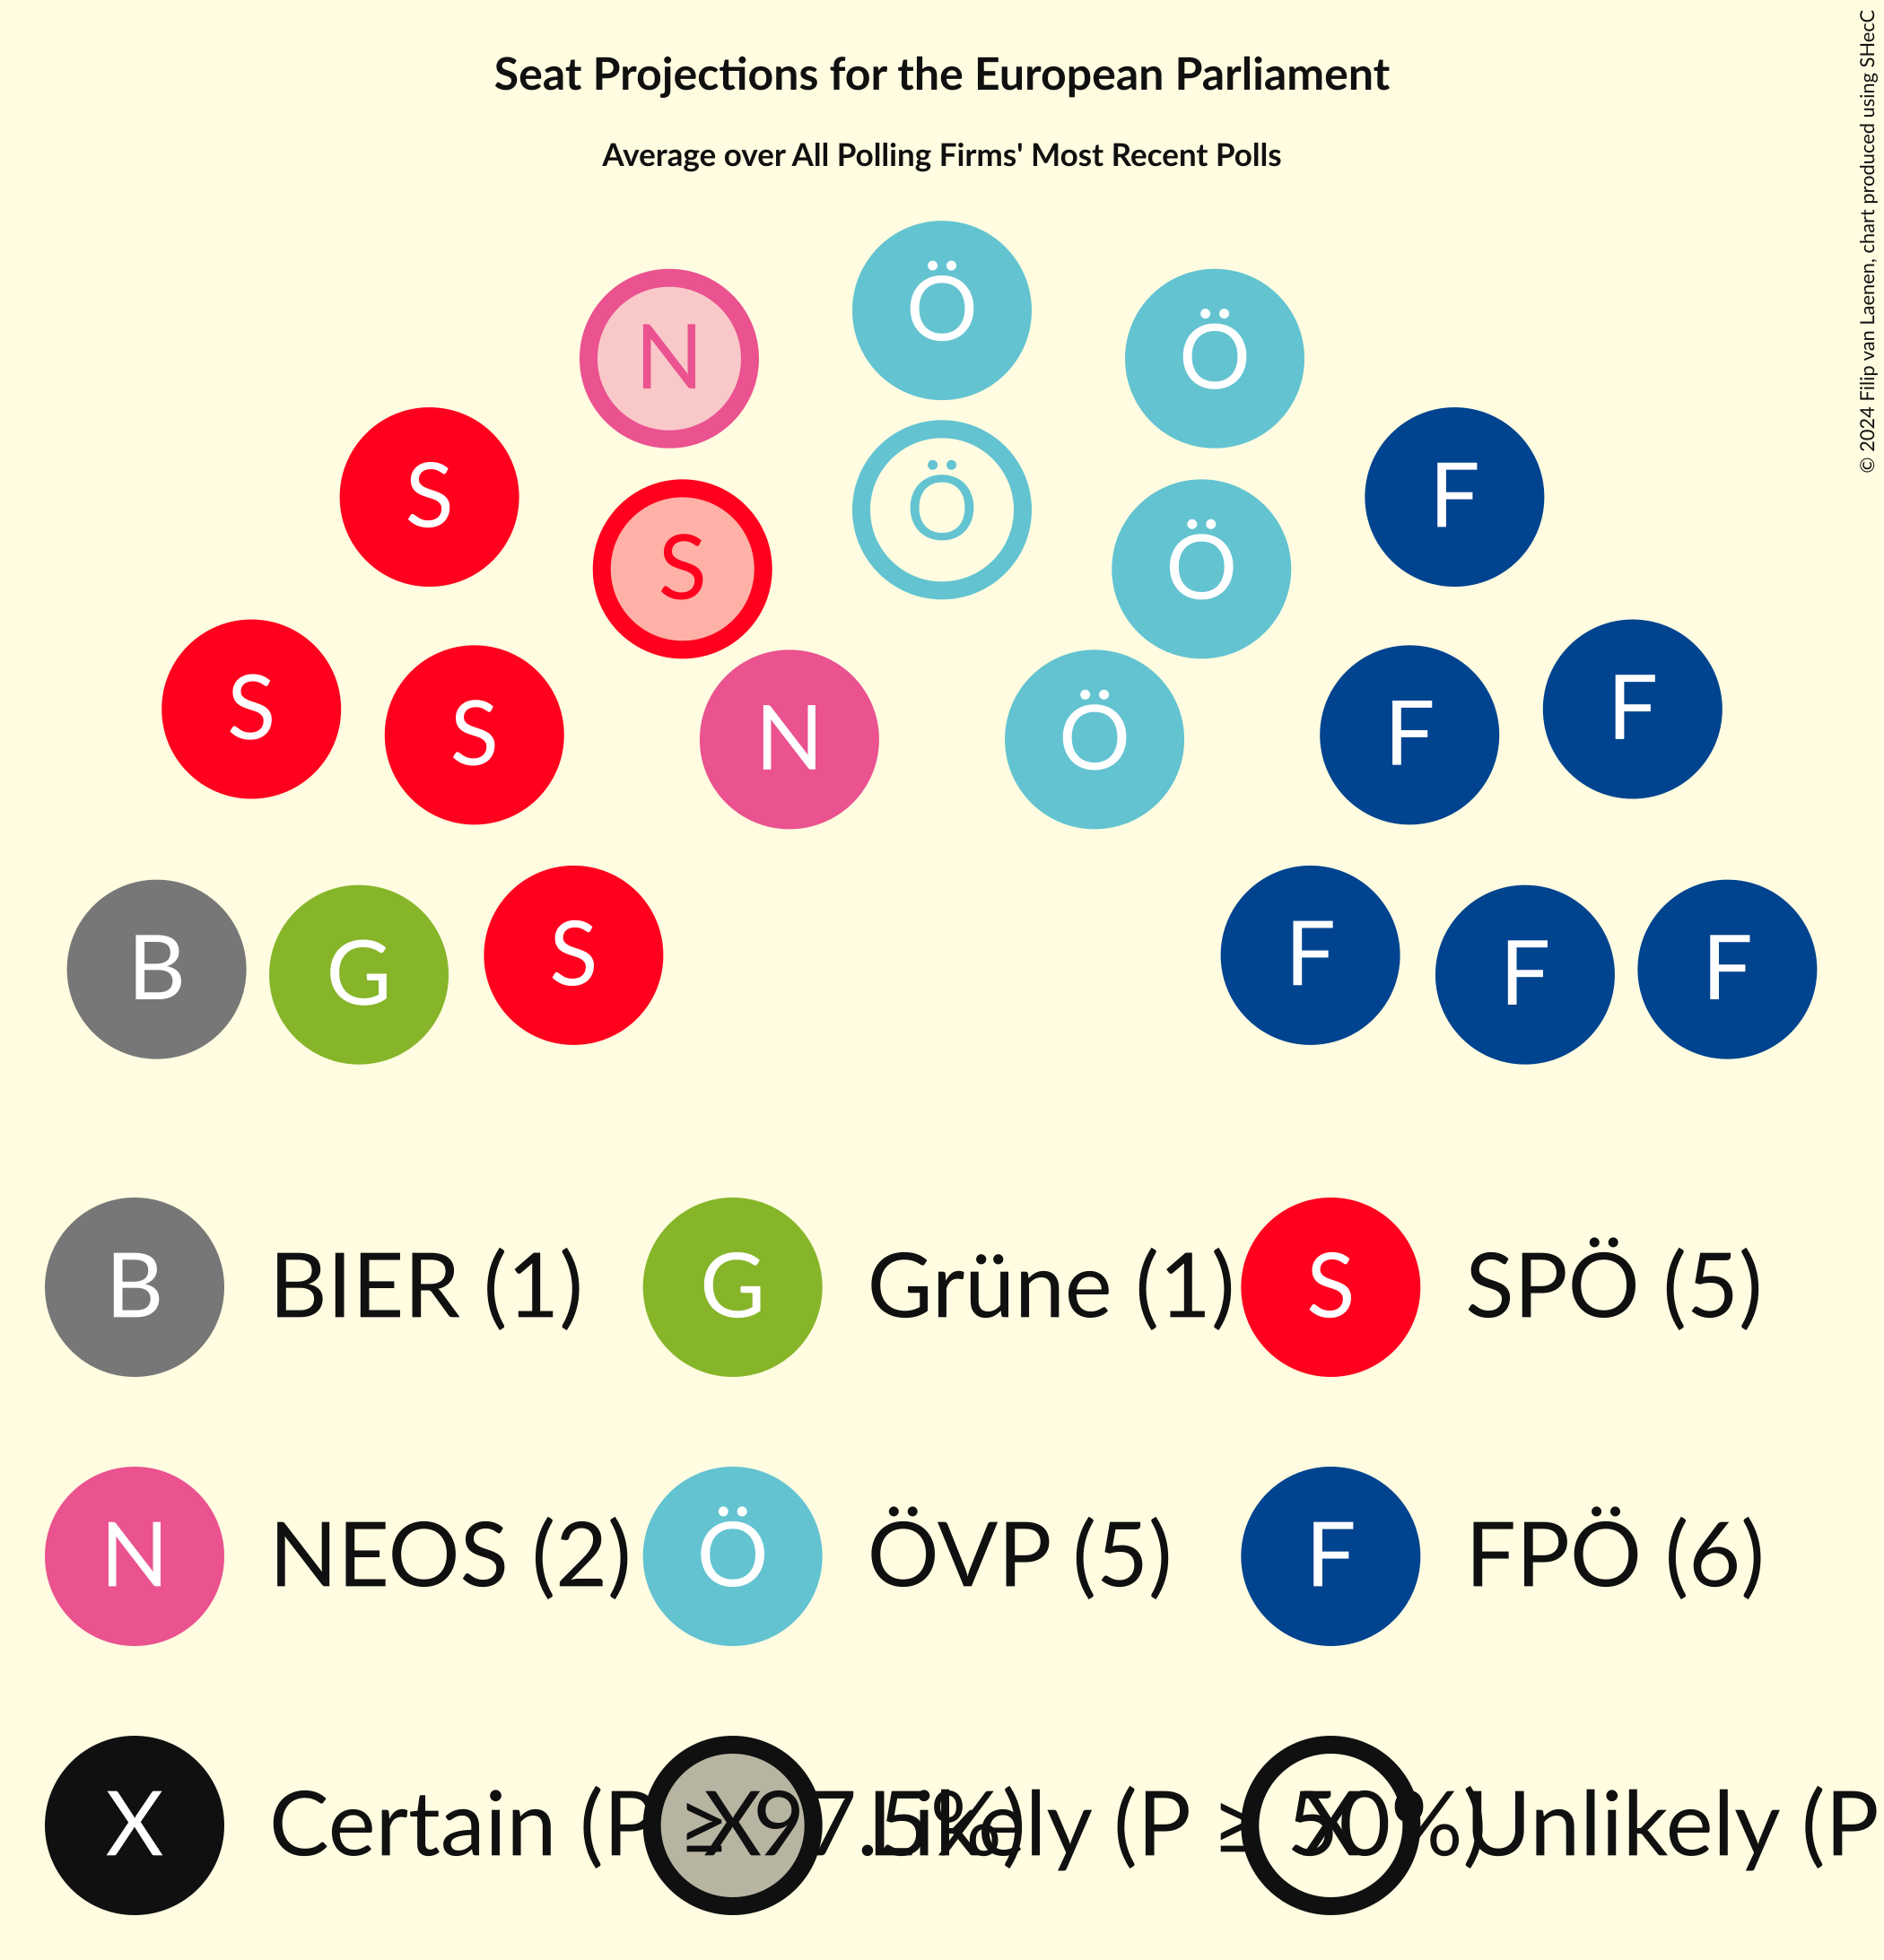 Seat Projections for the European Parliament
Average over All Polling Firms' Most Recent Polls
© 2024 Filip van Laenen, chart produced using SHecC
Ö
N Ö
S Ö F
S Ö
S S F F
N Ö
B G S F F F
B BIER (1) G Grüne (1) S SPÖ (5)
N NEOS (2) Ö ÖVP (5) F FPÖ (6)
X Certain (P ≥ 97.5%) X Likely (P ≥ 50%) X Unlikely (P